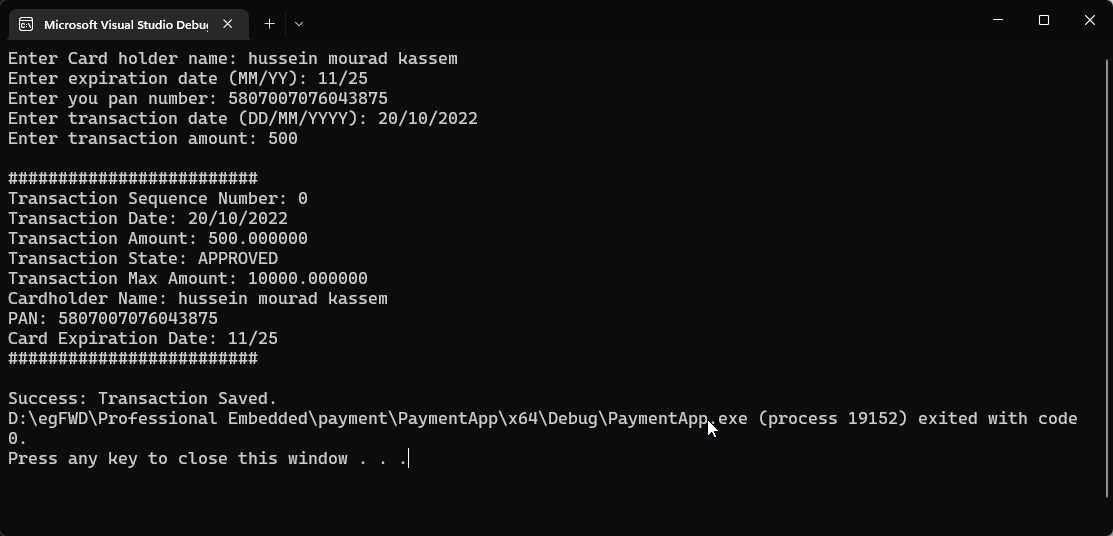 Microsoft Visual Studio Debug
Enter Card holder name: hussein mourad kassem
Enter expiration date (MM/YY): 11/25
Enter you pan number: 5807007076043875
Enter transaction date (DD/MM/YYYY): 20/10/2022
Enter transaction amount: 500
#########################
Transaction Sequence Number: 0
Transaction Date: 20/10/2022
Transaction Amount: 500.000000
Transaction State: APPROVED
Transaction Max Amount: 10000.000000
Cardholder Name: hussein mourad kassem
PAN: 5807007076043875
Card Expiration Date: 11/25
#########################
Success: Transaction Saved.
D:\egFWD\Professional Embedded\payment\PaymentApp\x64\Debug\PaymentApp.exe (process 19152) exited with code
0.
Press any key to close this window . . .